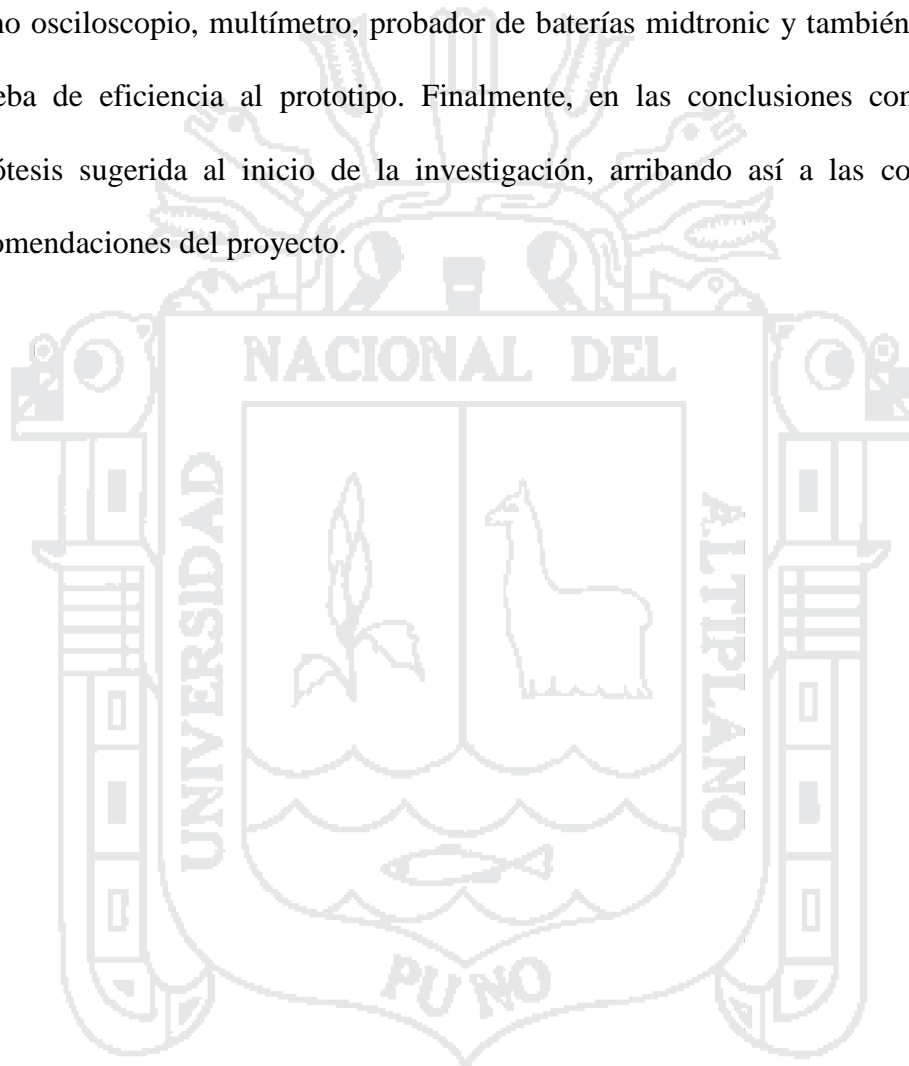 no osciloscopio, multímetro, probador de baterías midtronic y también
eba de eficiencia al prototipo. Finalmente, en las conclusiones con
ótesis sugerida al inicio de la investigación, arribando así a las co
omendaciones del proyecto.
NACIONAL DEL
UNIVERSIDAD
ALTIPLANO
PUNO